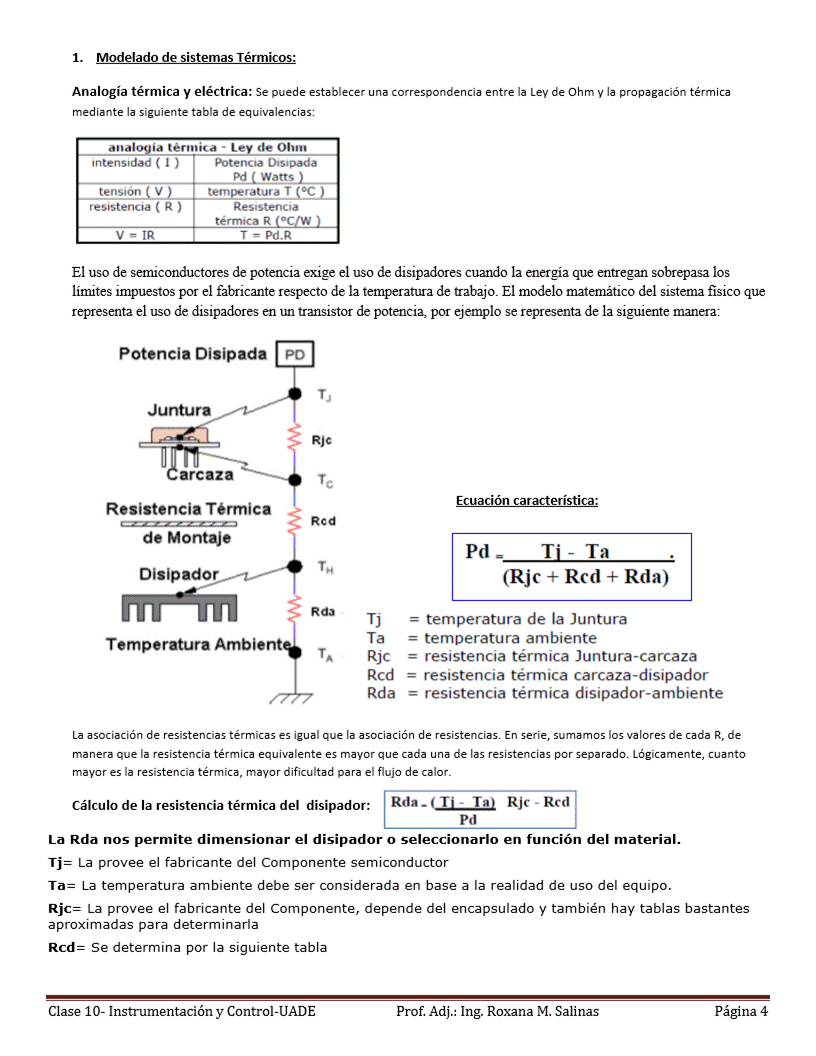 1. Modelado de sistemas Térmicos:
Analogía térmica y eléctrica: Se puede establecer una correspondencia entre la Ley de Ohm y la propagación térmica
mediante la siguiente tabla de equivalencias:
analogía térmica - Ley de Ohm
intensidad ( I ) Potencia Disipada
Pd ( Watts )
tensión ( V ) temperatura T (ºC )
resistencia ( R ) Resistencia
térmica R (ºC/W )
V = IR T = Pd.R
El uso de semiconductores de potencia exige el uso de disipadores cuando la energía que entregan sobrepasa los
límites impuestos por el fabricante respecto de la temperatura de trabajo. El modelo matemático del sistema físico que
representa el uso de disipadores en un transistor de potencia, por ejemplo se representa de la siguiente manera:
Potencia Disipada PD
TJ
Juntura
Rjc
Carcaza
TC
Resistencia Térmica
de Montaje
Rcd
Disipador
TH
Rda
Temperatura Ambiente
TA
Ecuación característica:
Pd = Tj - Ta .
(Rjc + Rcd + Rda)
Tj = temperatura de la Juntura
Ta = temperatura ambiente
Rjc = resistencia térmica Juntura-carcaza
Rcd = resistencia térmica carcaza-disipador
Rda = resistencia térmica disipador-ambiente
La asociación de resistencias térmicas es igual que la asociación de resistencias. En serie, sumamos los valores de cada R, de
manera que la resistencia térmica equivalente es mayor que cada una de las resistencias por separado. Lógicamente, cuanto
mayor es la resistencia térmica, mayor dificultad para el flujo de calor.
Cálculo de la resistencia térmica del disipador:
Rda = ( Tj - Ta) Rjc - Rcd
Pd
La Rda nos permite dimensionar el disipador o seleccionarlo en función del material.
Tj= La provee el fabricante del Componente semiconductor
Ta= La temperatura ambiente debe ser considerada en base a la realidad de uso del equipo.
Rjc= La provee el fabricante del Componente, depende del encapsulado y también hay tablas bastantes
aproximadas para determinarla
Rcd= Se determina por la siguiente tabla
Clase 10- Instrumentación y Control-UADE Prof. Adj.: Ing. Roxana M. Salinas Página 4